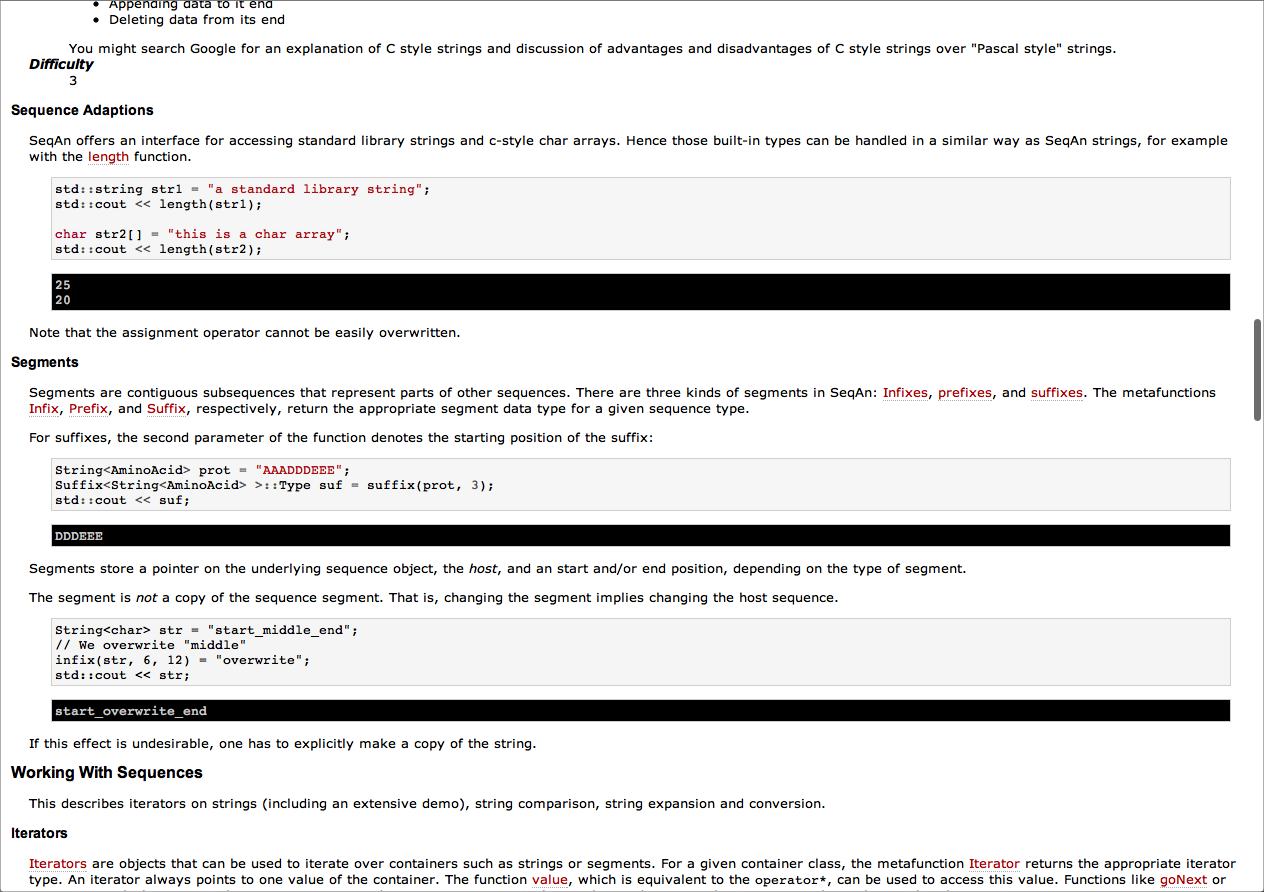 Appending data to it end
Deleting data from its end
You might search Google for an explanation of C style strings and discussion of advantages and disadvantages of C style strings over "Pascal style" strings.
Difficulty
3
Sequence Adaptions
SeqAn offers an interface for accessing standard library strings and c-style char arrays. Hence those built-in types can be handled in a similar way as SeqAn strings, for example
with the length function.
std::string str1 = "a standard library string";
std::cout << length(str1);
char str2[] = "this is a char array";
std::cout << length(str2);
25
20
Note that the assignment operator cannot be easily overwritten.
Segments
Segments are contiguous subsequences that represent parts of other sequences. There are three kinds of segments in SeqAn: Infixes, prefixes, and suffixes. The metafunctions
Infix, Prefix, and Suffix, respectively, return the appropriate segment data type for a given sequence type.
For suffixes, the second parameter of the function denotes the starting position of the suffix:
String<AminoAcid> prot = "AAADDDEEE";
Suffix<String<AminoAcid> >::Type suf = suffix(prot, 3);
std::cout << suf;
DDDEEE
Segments store a pointer on the underlying sequence object, the host, and an start and/or end position, depending on the type of segment.
The segment is not a copy of the sequence segment. That is, changing the segment implies changing the host sequence.
String<char> str = "start_middle_end";
// We overwrite "middle"
infix(str, 6, 12) = "overwrite";
std::cout << str;
start_overwrite_end
If this effect is undesirable, one has to explicitly make a copy of the string.
Working With Sequences
This describes iterators on strings (including an extensive demo), string comparison, string expansion and conversion.
Iterators
Iterators are objects that can be used to iterate over containers such as strings or segments. For a given container class, the metafunction Iterator returns the appropriate iterator
type. An iterator always points to one value of the container. The function value, which is equivalent to the operator*, can be used to access this value. Functions like goNext or